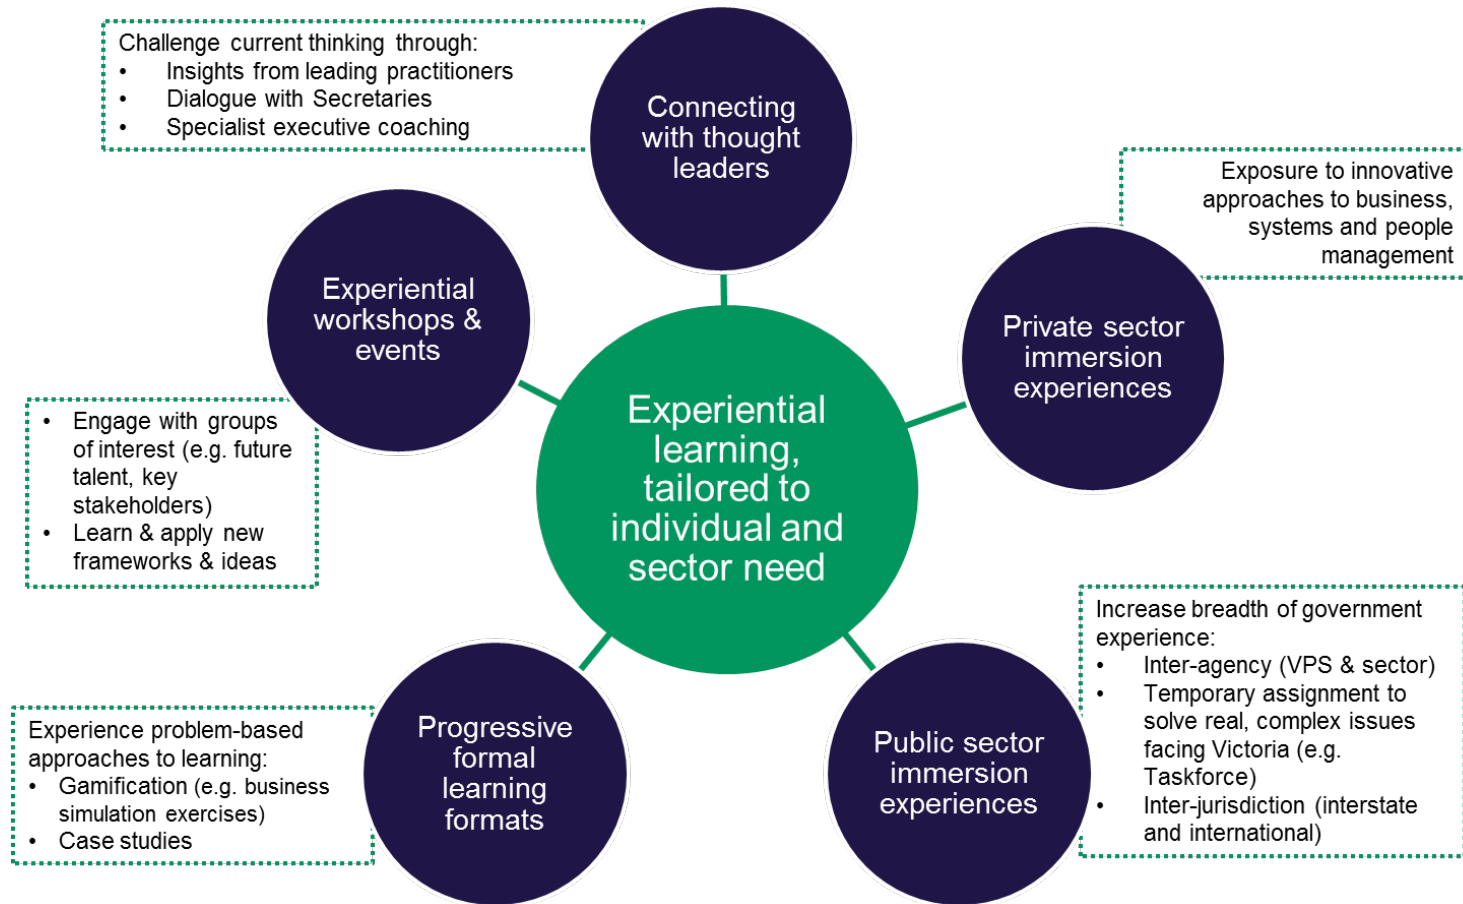 Challenge current thinking through:
• Insights from leading practitioners
• Dialogue with Secretaries
• Specialist executive coaching
Connecting
with thought
leaders
Exposure to innovative
approaches to business,
systems and people
management
Private sector
immersion
experiences
Experiential
workshops &
events
• Engage with groups
of interest (e.g. future
talent, key
stakeholders)
• Learn & apply new
frameworks & ideas
Experiential
learning,
tailored to
individual and
sector need
Increase breadth of government
experience:
• Inter-agency (VPS & sector)
• Temporary assignment to
solve real, complex issues
facing Victoria (e.g.
Taskforce)
• Inter-jurisdiction (interstate
and international)
Public sector
immersion
experiences
Progressive
formal
learning
formats
Experience problem-based
approaches to learning:
• Gamification (e.g. business
simulation exercises)
• Case studies